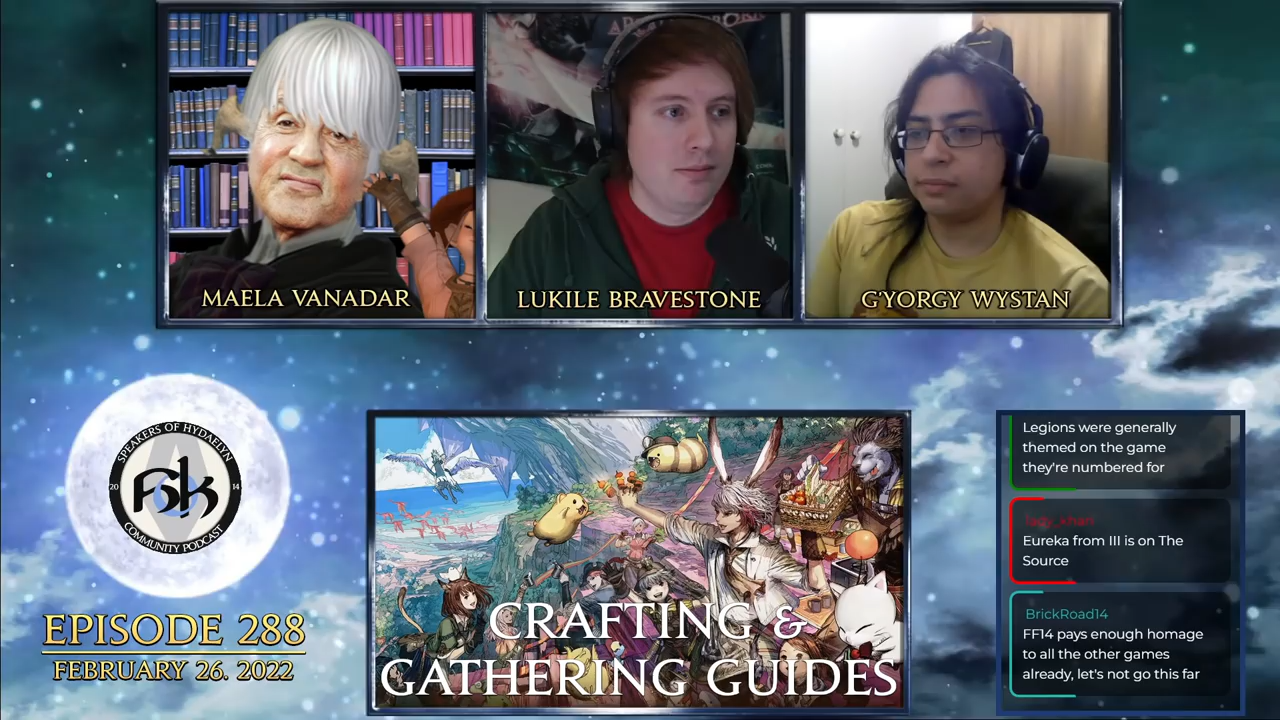 MAELA VANADAR
LUKILE BRAVESTONE
G'YORGY WYSTAN
SPEAKERS OF HYDAELYN
20 14
COMMUNITY PODCAST
EPISODE 288
FEBRUARY 26. 2022
CRAFTING &
GATHERING GUIDES
Legions were generally
themed on the game
they're numbered for
lady_khari
Eureka from III is on The
Source
BrickRoad14
FF14 pays enough homage
to all the other games
already, let's not go this far